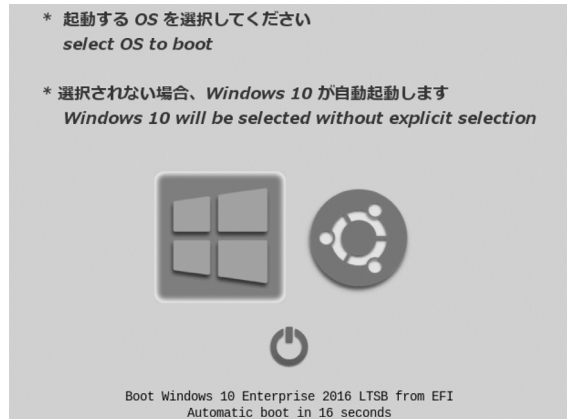 * 起動する OS を選択してください
select OS to boot
* 選択されない場合、Windows 10 が自動起動します
Windows 10 will be selected without explicit selection
Boot Windows 10 Enterprise 2016 LTSB from EFI
Automatic boot in 16 seconds